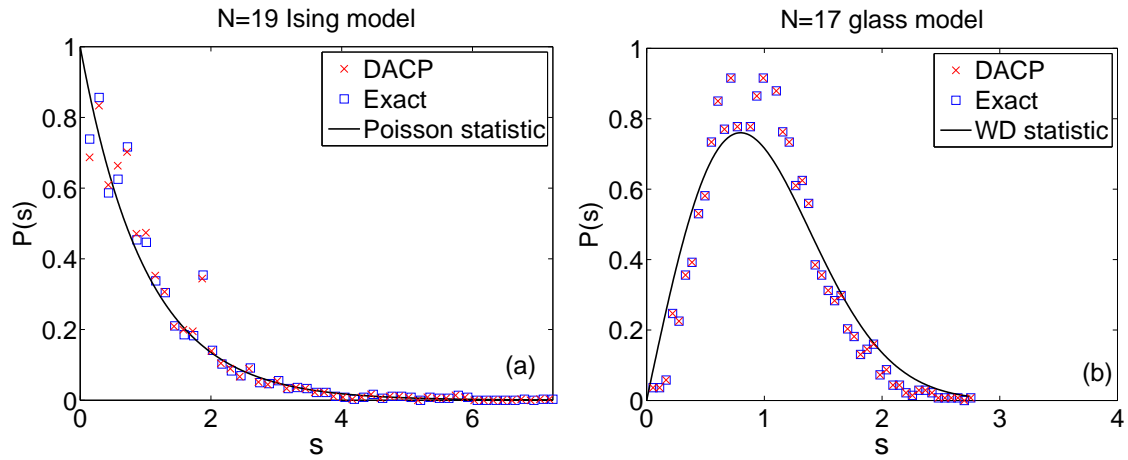 N=19 Ising model
1
0.8
0.6
0.4
0.2
0
0
2
4
6
P(s)
s
DACP
Exact
Poisson statistic
(a)
N=17 glass model
1
0.8
0.6
0.4
0.2
0
0
1
2
3
4
P(s)
s
DACP
Exact
WD statistic
(b)